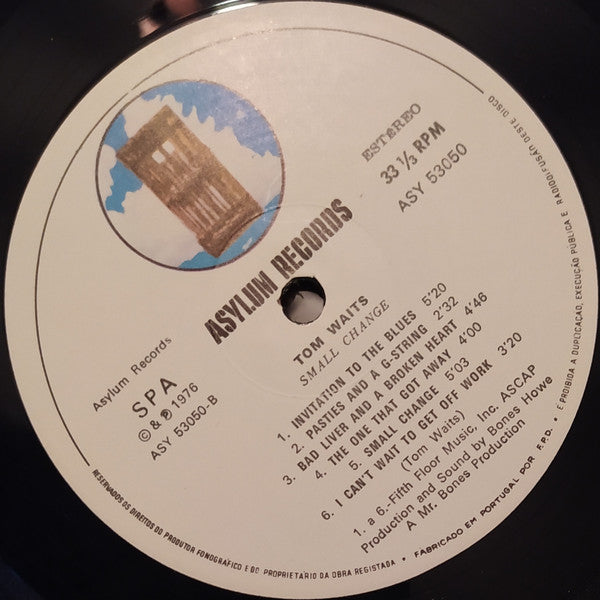 ASYLUM RECORDS
ESTéREO
33 1/3 RPM
ASY 53050
Asylum Records
SPA
© & ℗ 1976
ASY 53050-B
TOM WAITS
SMALL CHANGE
1. INVITATION TO THE BLUES 5'20
2. PASTIES AND A G-STRING 2'32
3. BAD LIVER AND A BROKEN HEART 4'46
4. THE ONE THAT GOT AWAY 4'00
5. SMALL CHANGE 5'03
6. I CAN'T WAIT TO GET OFF WORK 3'20
(Tom Waits)
1. a 6.-Fifth Floor Music, Inc. ASCAP
Production and Sound by Bones Howe
A Mr. Bones Production
RESERVADOS OS DIREITOS DO PRODUTOR FONOGRÁFICO E DO PROPRIETÁRIO DA OBRA REGISTADA • FABRICADO EM PORTUGAL POR F.P.D. • É PROIBIDA A DUPLICAÇÃO, EXECUÇÃO PÚBLICA E RADIODIFUSÃO DESTE DISCO